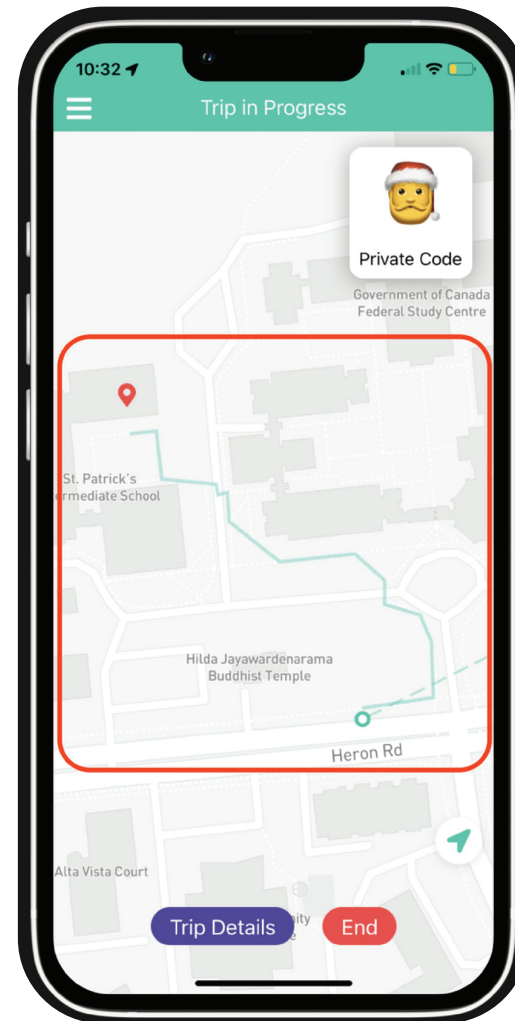 10:32
Trip in Progress
Private Code
Government of Canada
Federal Study Centre
St. Patrick's
ermediate School
Hilda Jayawardenarama
Buddhist Temple
Heron Rd
Alta Vista Court
ity
Trip Details
End
e